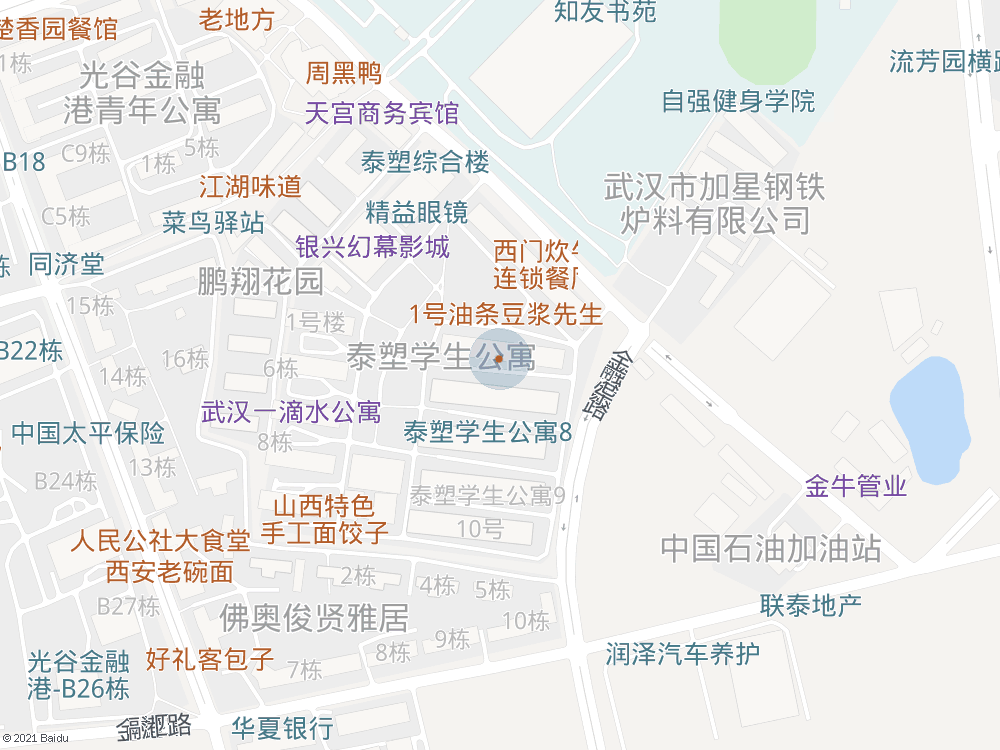 知友书苑
老地方
楚香园餐馆
1栋
光谷金融
港青年公寓
周黑鸭
流芳园横路
自强健身学院
天宫商务宾馆
5栋
C9栋
1栋
-B18
泰塑综合楼
江湖味道
武汉市加星钢铁
炉料有限公司
C5栋
菜鸟驿站
精益眼镜
银兴幻幕影城
西门炊
连锁餐
栋
同济堂
鹏翔花园
15栋
1号楼
1号油条豆浆先生
B22栋
16栋
6栋
泰塑学生公寓
14栋
金融港路
武汉一滴水公寓
中国太平保险
8栋
泰塑学生公寓8
13栋
B24栋
泰塑学生公寓9
金牛管业
山西特色
手工面饺子
10号
人民公社大食堂
西安老碗面
中国石油加油站
2栋
4栋
5栋
B27栋
联泰地产
佛奥俊贤雅居
10栋
9栋
8栋
润泽汽车养护
光谷金融
港-B26栋
好礼客包子
7栋
华夏银行
© 2021 Baidu